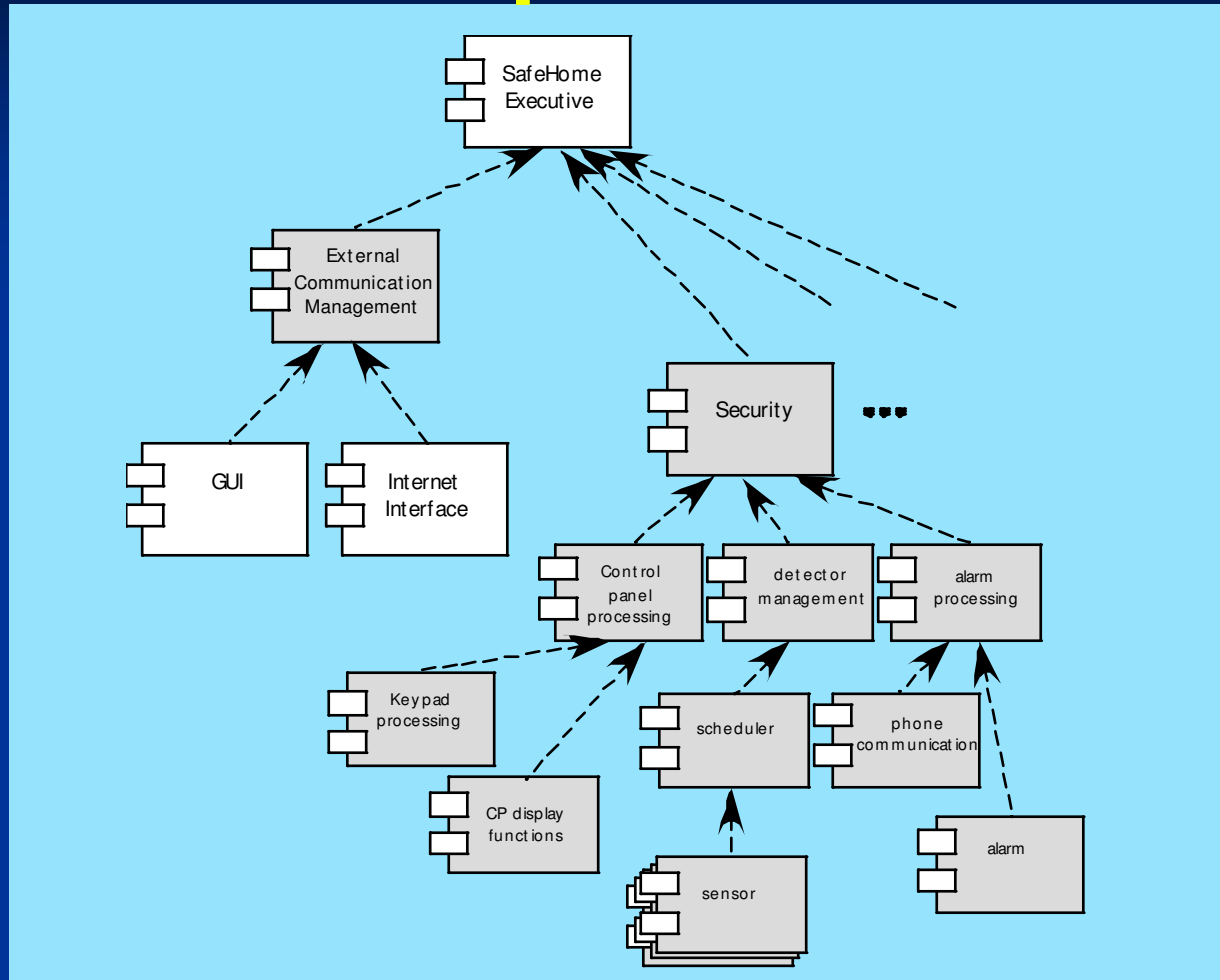 SafeHome
Executive
External
Communication
Management
Security
GUI
Internet
Interface
Control
panel
processing
detector
management
alarm
processing
Keypad
processing
scheduler
phone
communication
CP display
functions
alarm
sensor